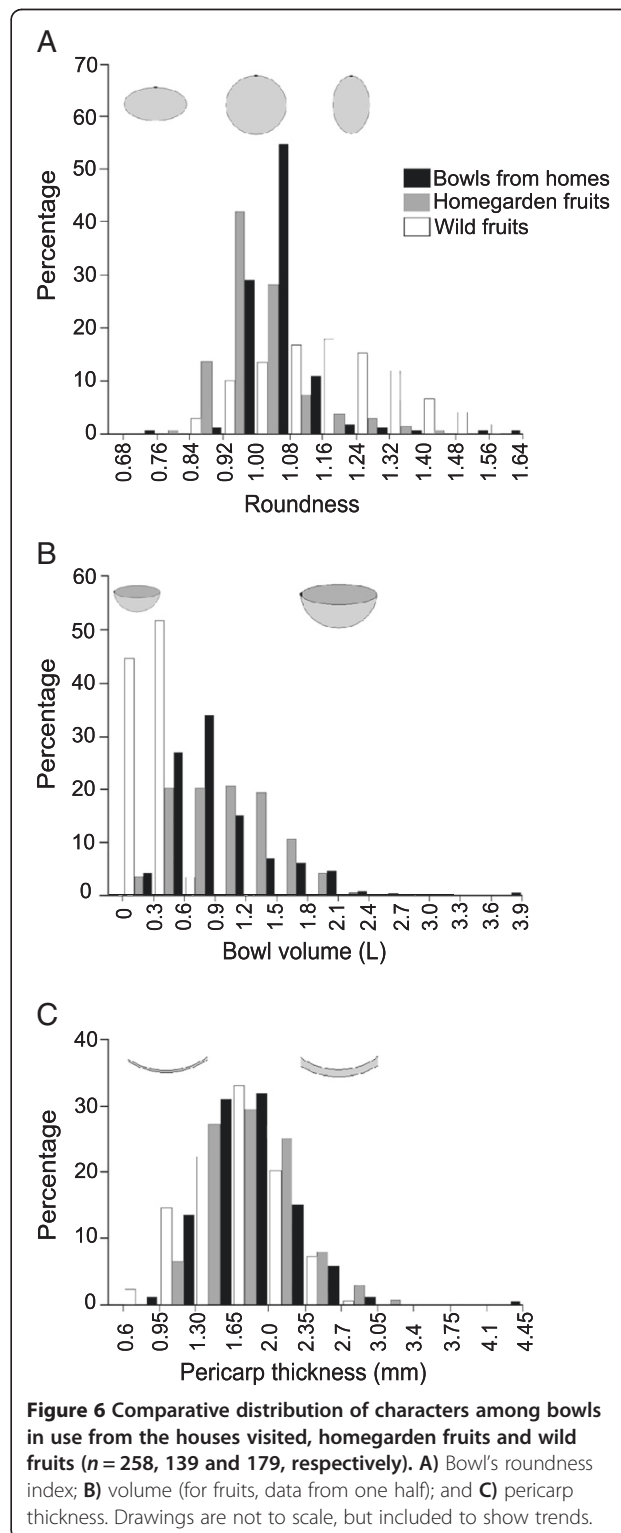 A
70
60
50
40
30
20
10
0
Percentage
Bowls from homes
Homegarden fruits
Wild fruits
0.68 0.76 0.84 0.92 1.00 1.08 1.16 1.24 1.32 1.40 1.48 1.56 1.64
Roundness
B
60
50
40
30
20
10
0
Percentage
0 0.3 0.6 0.9 1.2 1.5 1.8 2.1 2.4 2.7 3.0 3.3 3.6 3.9
Bowl volume (L)
C
40
30
20
10
0
Percentage
0.6 0.95 1.30 1.65 2.0 2.35 2.7 3.05 3.4 3.75 4.1 4.45
Pericarp thickness (mm)
Figure 6 Comparative distribution of characters among bowls
in use from the houses visited, homegarden fruits and wild
fruits (n = 258, 139 and 179, respectively). A) Bowl's roundness
index; B) volume (for fruits, data from one half); and C) pericarp
thickness. Drawings are not to scale, but included to show trends.